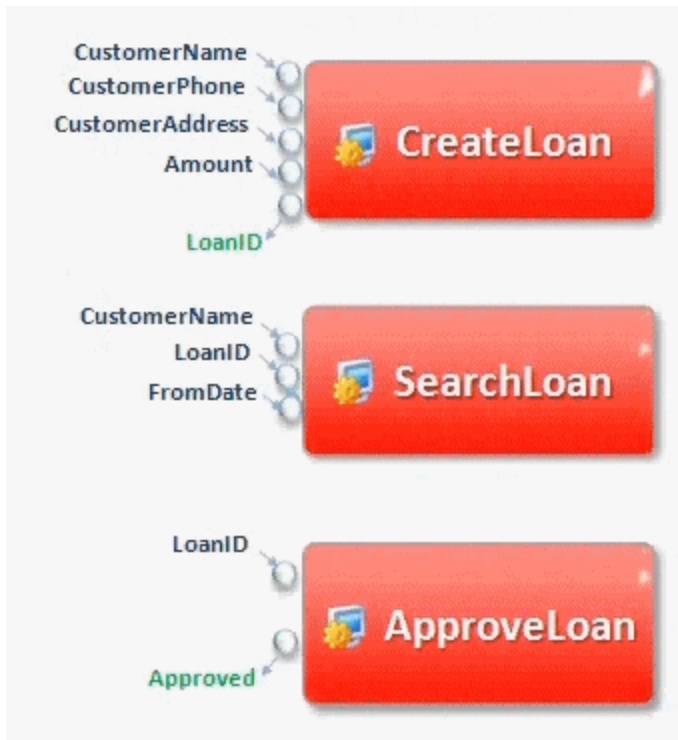 CustomerName
CustomerPhone
CustomerAddress
Amount
LoanID
CreateLoan
CustomerName
LoanID
FromDate
SearchLoan
LoanID
Approved
ApproveLoan